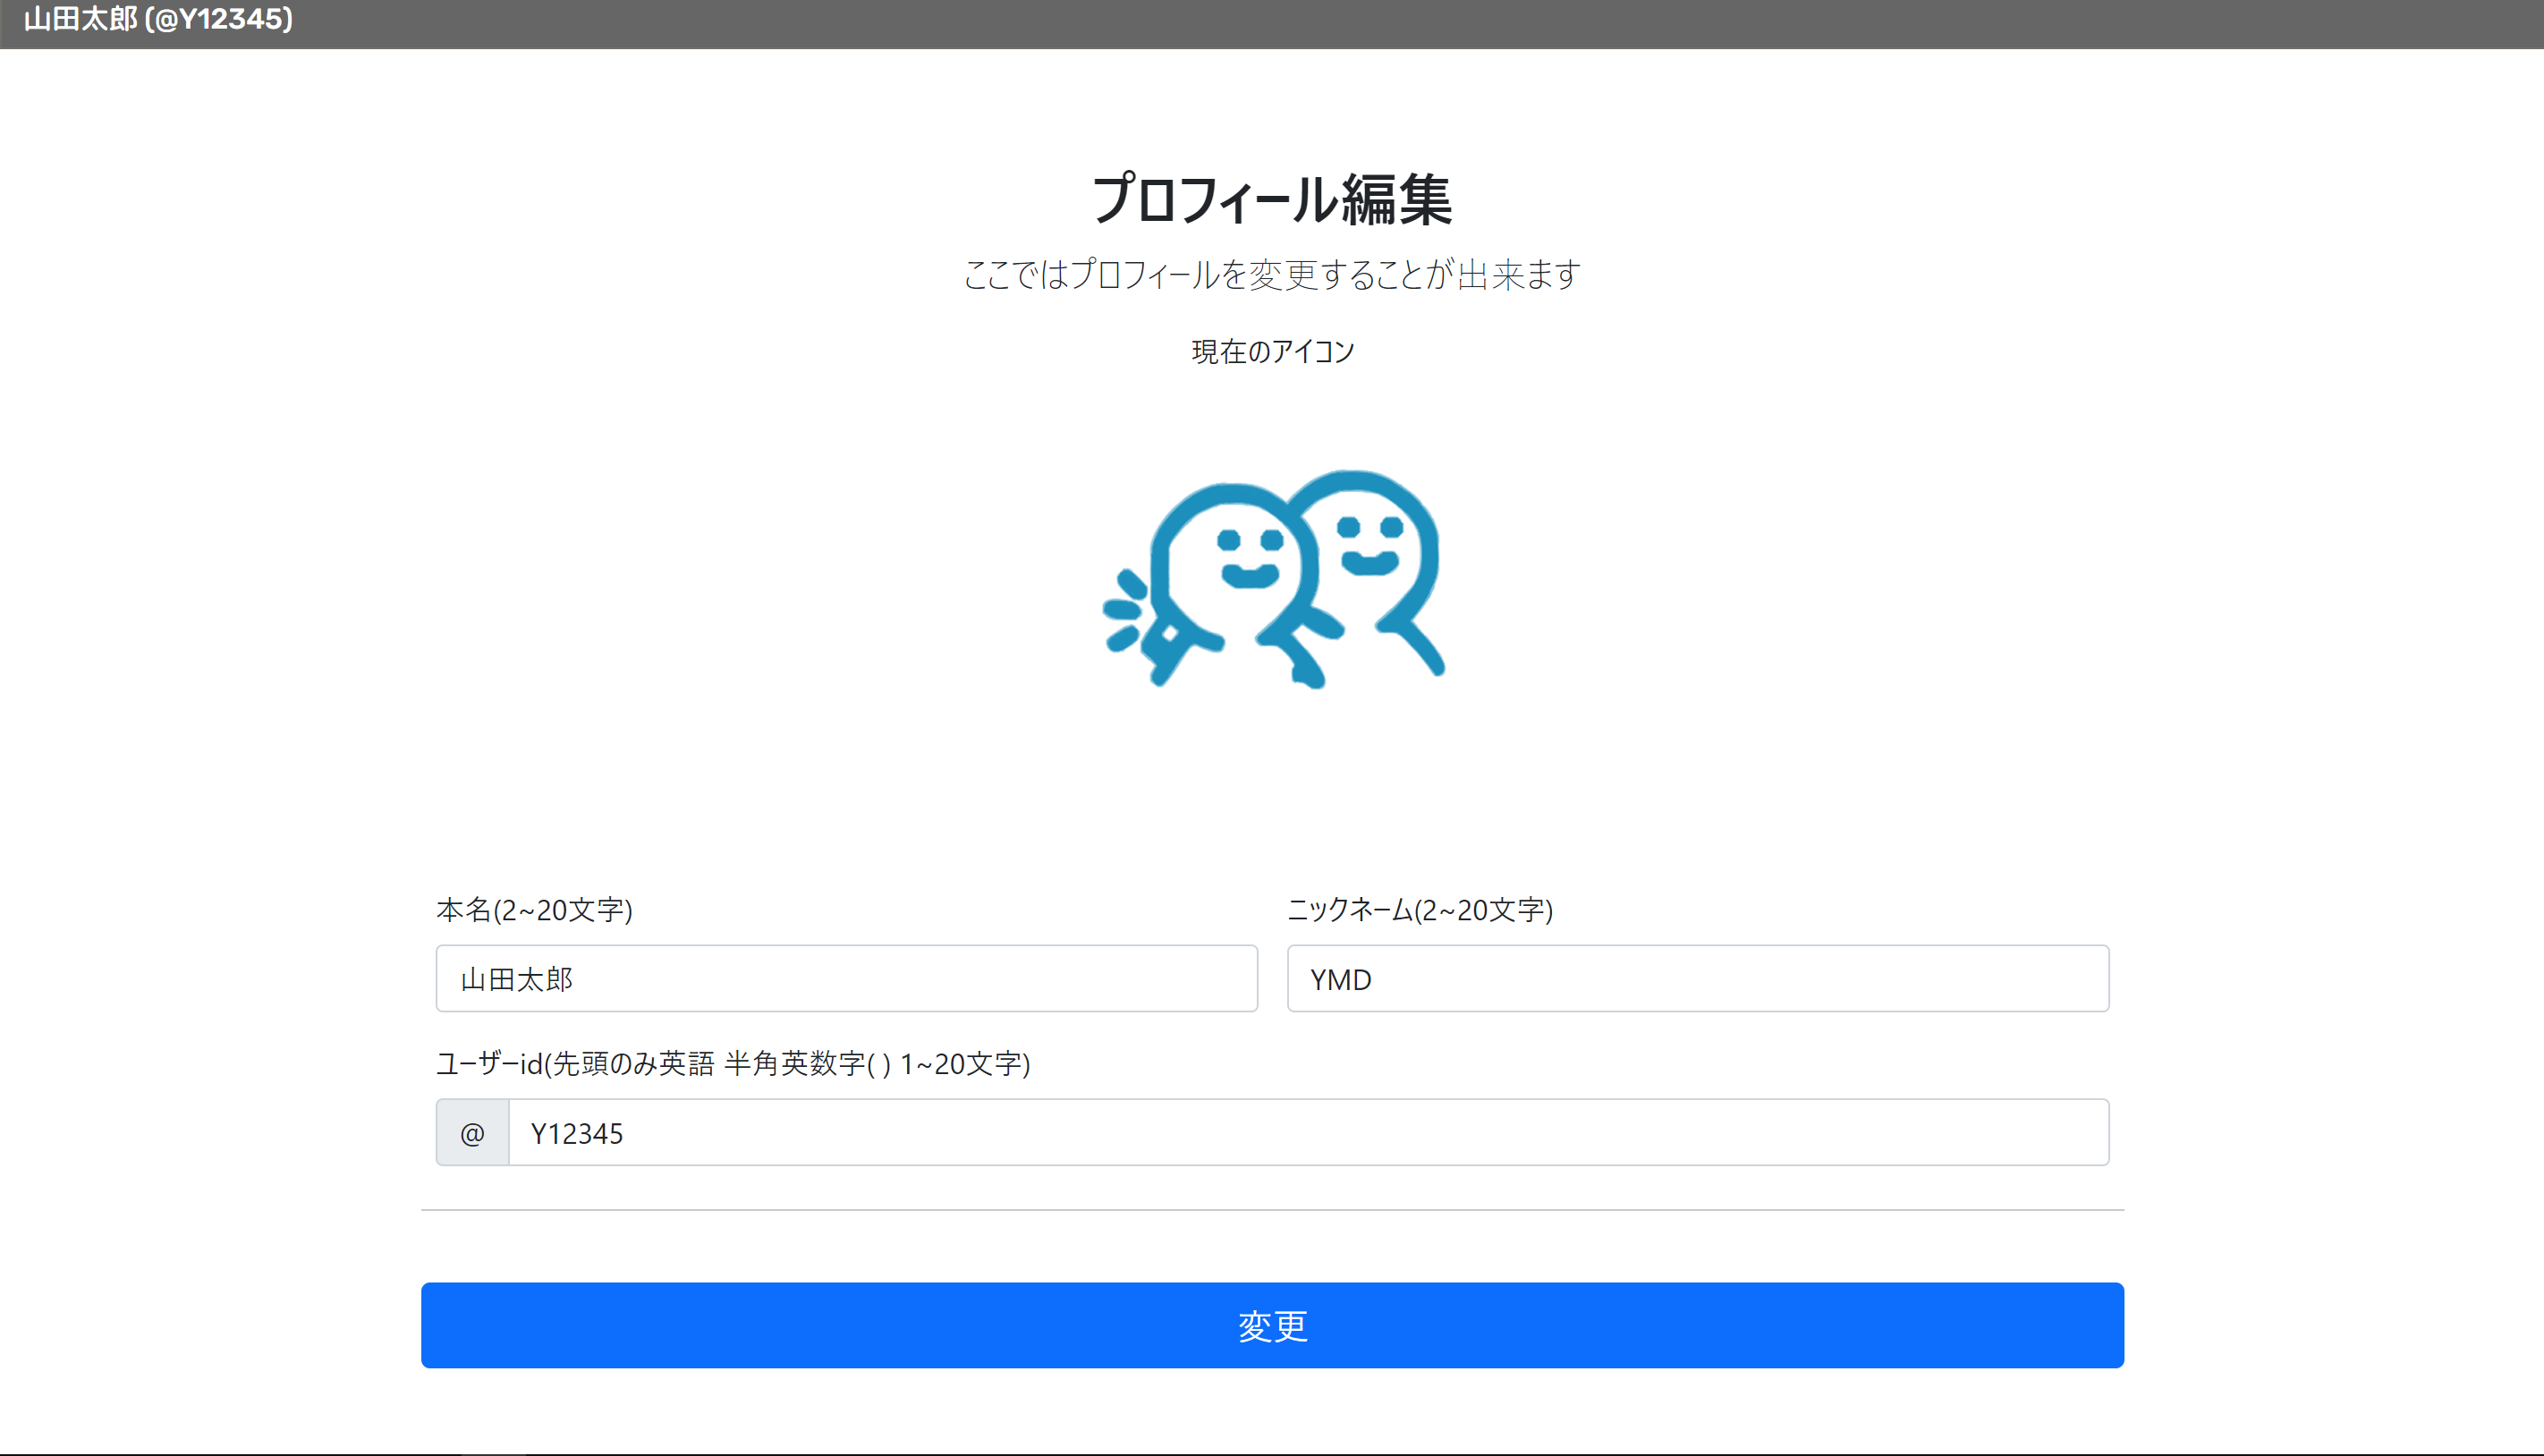 山田太郎 (@Y12345)
プロフィール編集
ここではプロフィールを変更することが出来ます
現在のアイコン
本名(2~20文字)
ニックネーム(2~20文字)
山田太郎
YMD
ユーザーid(先頭のみ英語 半角英数字( ) 1~20文字)
@ Y12345
変更